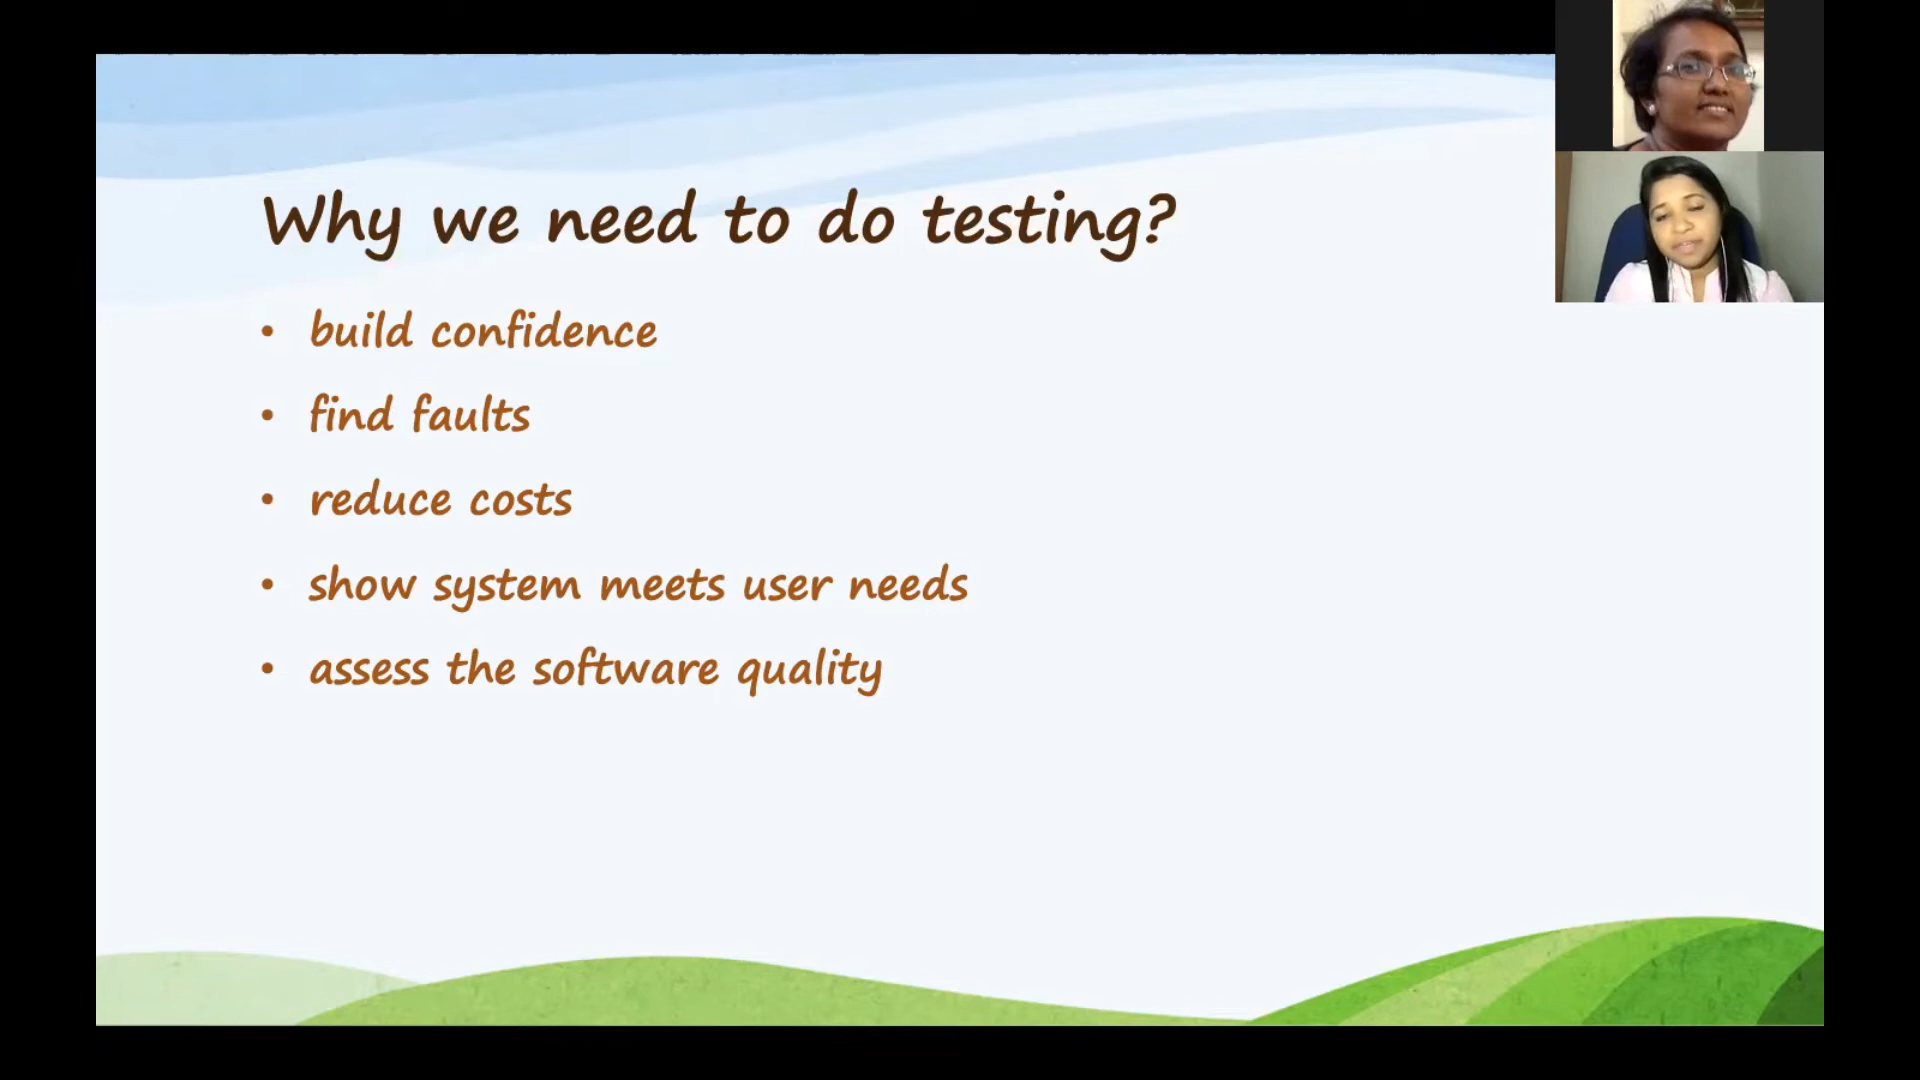 Why we need to do testing?
• build confidence
• find faults
• reduce costs
• show system meets user needs
• assess the software quality